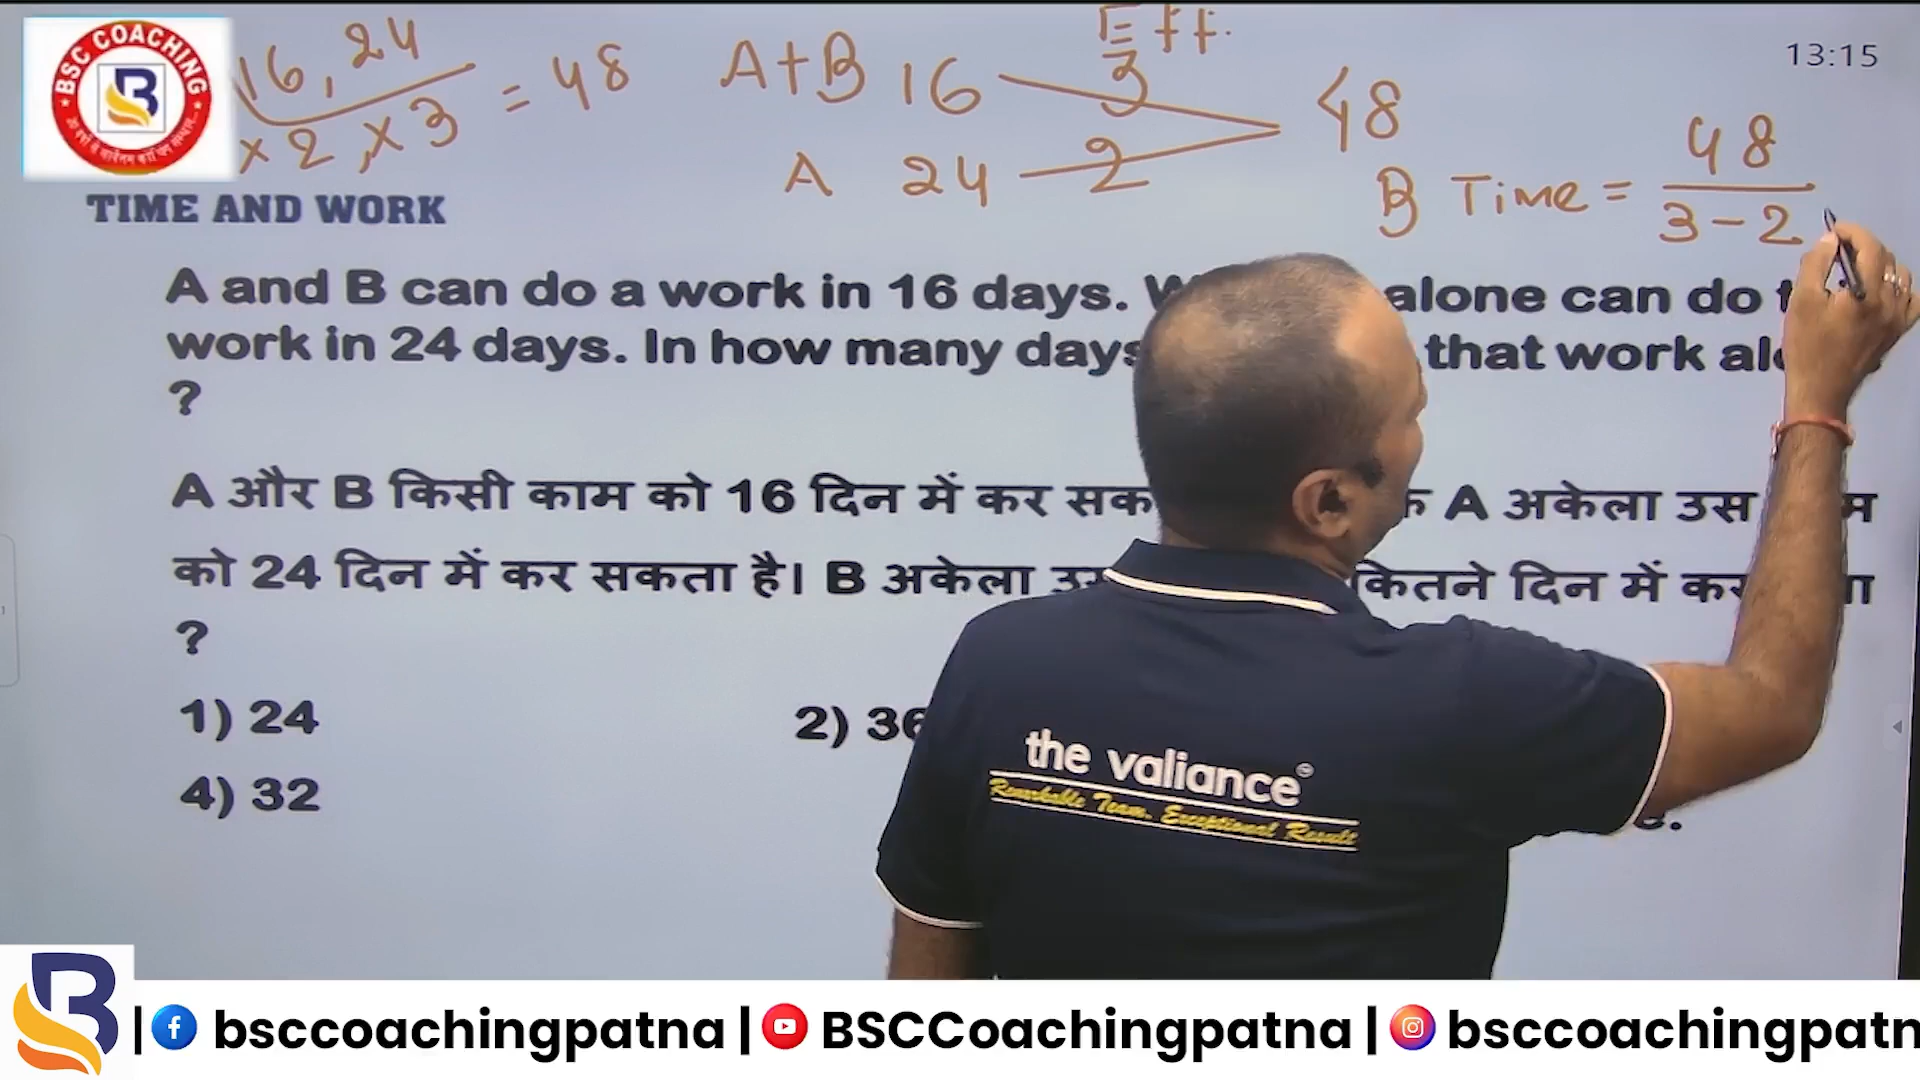 BSC COACHING
16, 24 = 48
×2, ×3
A+B 16 3 Eff. 48
A 24 2
13:15
B Time = 48
3-2
TIME AND WORK
A and B can do a work in 16 days. alone can do
work in 24 days. In how many days that work
?
A और B किसी काम को 16 दिन में कर A अकेला उस
को 24 दिन में कर सकता है। B अकेला कितने दिन में
?
1) 24
2) 36
4) 32
the valiance
Remarkable Team. Exceptional Result
| bsccoachingpatna | BSCCoachingpatna | bsccoachingpatn